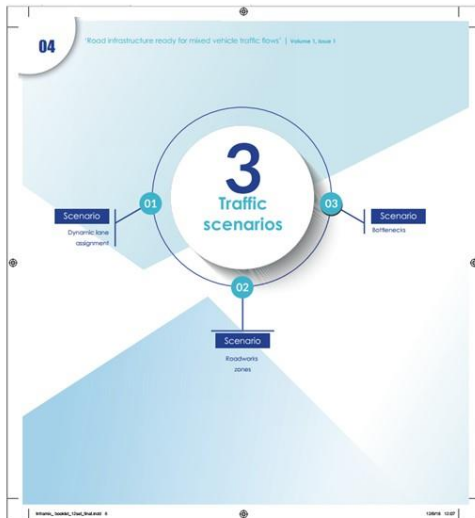 04
'Road infrastructure ready for mixed vehicle traffic flows' | Volume 1, Issue 1
3
Traffic
scenarios
01
Scenario
Dynamic lane
assignment
03
Scenario
Bottlenecks
02
Scenario
Roadworks
zones